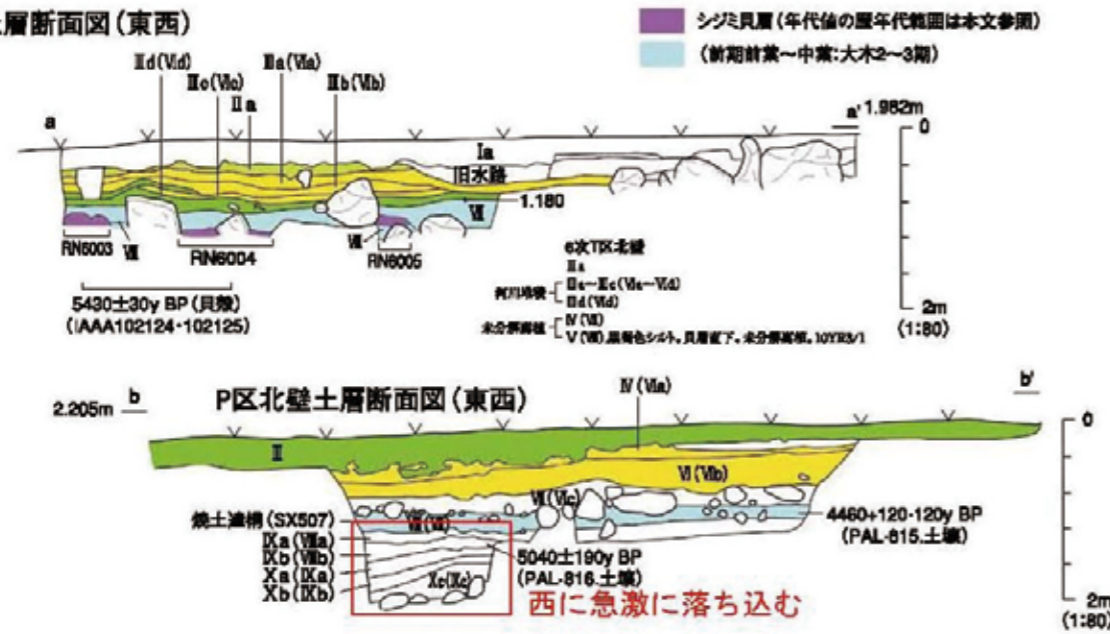 土層断面図(東西)
シジミ貝層(年代値の暦年代範囲は本文参照)
(前期前葉～中葉:大木2～3期)
Ⅱd(Ⅵd)
Ⅲa(Ⅵa)
Ⅱc(Ⅵc)
Ⅲb(Ⅵb)
Ⅱa
a
a' 1.982m
0
Ⅰa
旧水路
Ⅶ
1.180
RN6003
Ⅷ
RN6004
Ⅷ
RN6005
6次T区北壁
Ⅱa
河川堆積
Ⅲa～Ⅲc(Ⅵa～Ⅵd)
Ⅲd(Ⅵd)
未分解腐植
Ⅳ(Ⅶ)
Ⅴ(Ⅷ).黒褐色シルト。貝層直下。未分解腐植。10YR3/1
5430±30y BP(貝殻)
(IAAA102124・102125)
2m
(1:80)
2.205m
b
P区北壁土層断面図(東西)
Ⅳ(Ⅵa)
b'
0
Ⅱ
Ⅵ(Ⅵb)
Ⅶ(Ⅵc)
焼土遺構(SX507)
Ⅷ(Ⅶ)
Ⅸa(Ⅷa)
Ⅸb(Ⅷb)
Ⅹa(Ⅸa)
Ⅹb(Ⅸb)
Ⅹc(Ⅸc)
5040±190y BP
(PAL-816.土壌)
4460+120-120y BP
(PAL-815.土壌)
西に急激に落ち込む
2m
(1:80)